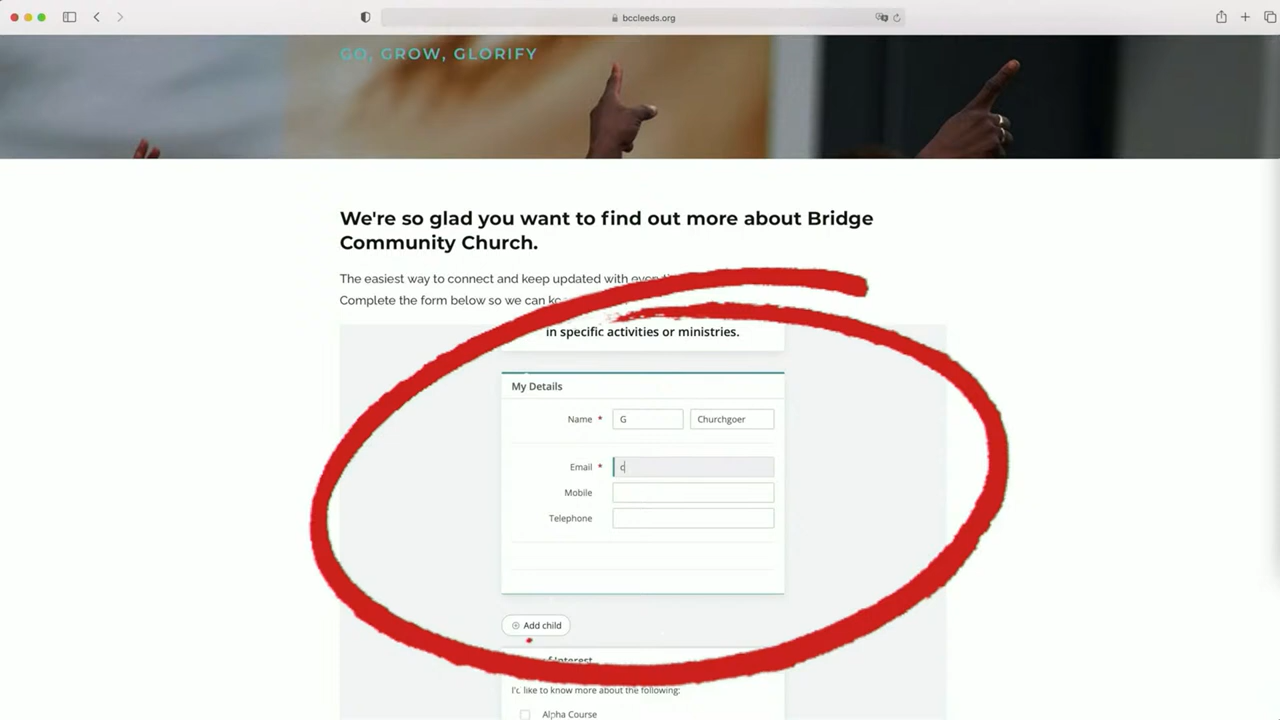 bccleeds.org
GO, GROW, GLORIFY
We're so glad you want to find out more about Bridge
Community Church.
The easiest way to connect and keep updated with
Complete the form below so we can
in specific activities or ministries.
My Details
Name * G Churchgoer
Email * c
Mobile
Telephone
Add child
Interest
like to know more about the following:
Alpha Course